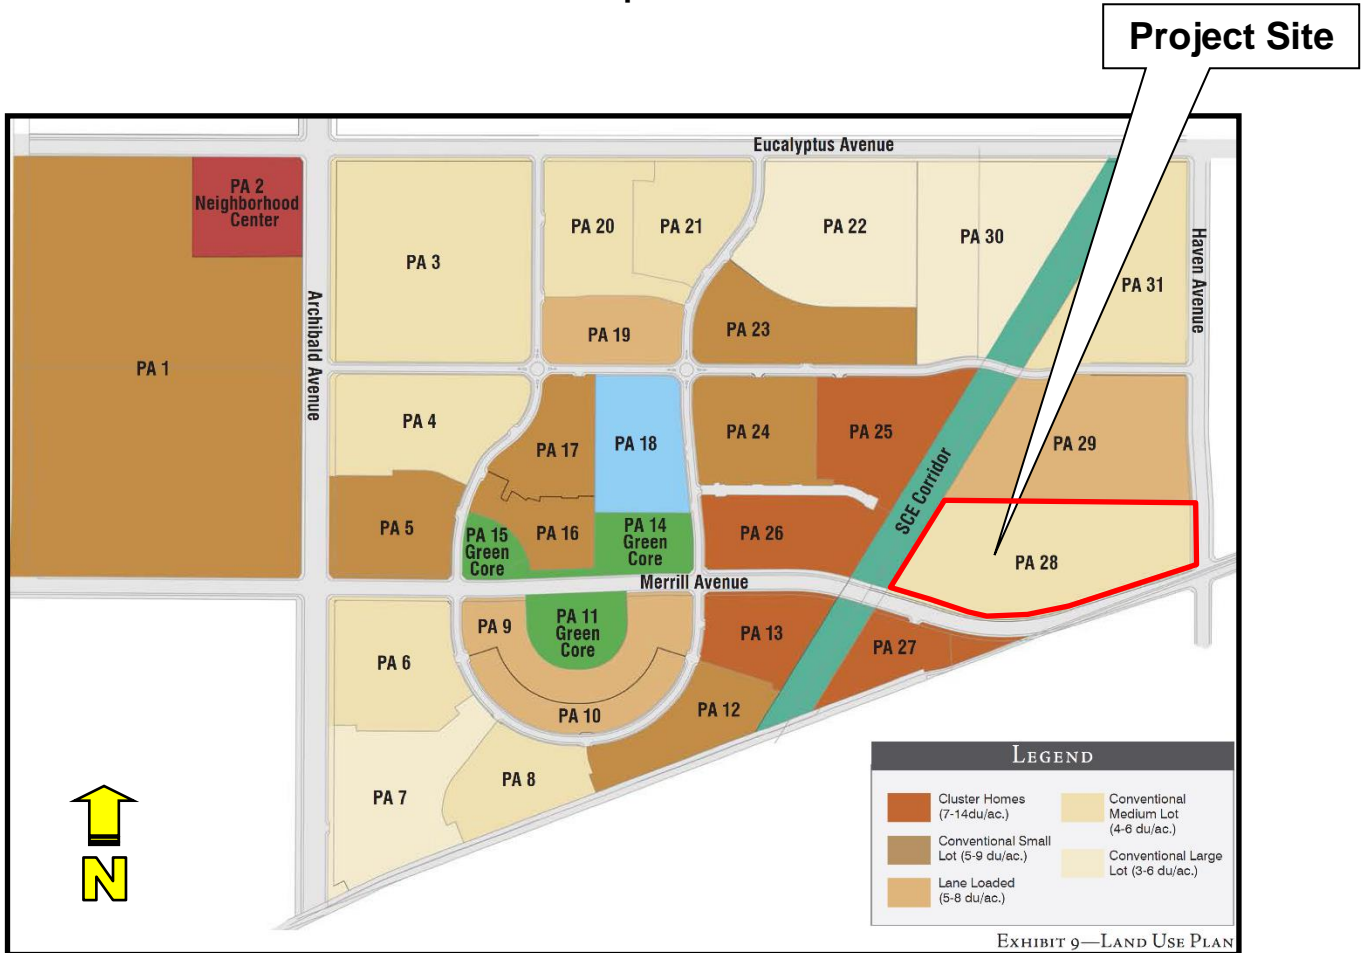 Project Site
Eucalyptus Avenue
PA 2
Neighborhood
Center
PA 20
PA 21
PA 22
PA 30
PA 3
Haven Avenue
PA 31
Archibald Avenue
PA 23
PA 19
PA 1
PA 4
PA 17
PA 18
PA 24
PA 25
PA 29
SCE Corridor
PA 5
PA 15
Green
Core
PA 16
PA 14
Green
Core
PA 26
PA 28
Merrill Avenue
PA 9
PA 11
Green
Core
PA 13
PA 27
PA 6
PA 10
PA 12
PA 7
PA 8
N
LEGEND
Cluster Homes
(7-14du/ac.)
Conventional Small
Lot (5-9 du/ac.)
Lane Loaded
(5-8 du/ac.)
Conventional
Medium Lot
(4-6 du/ac.)
Conventional Large
Lot (3-6 du/ac.)
EXHIBIT 9—LAND USE PLAN